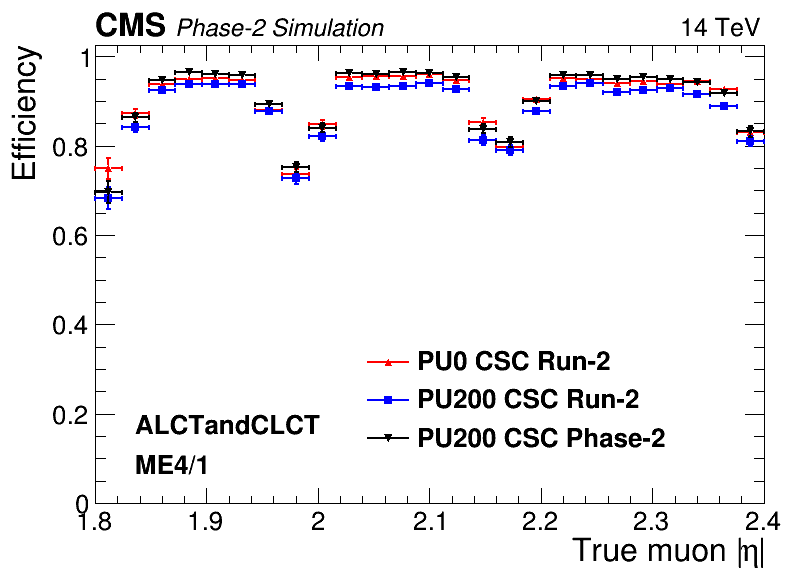 CMS Phase-2 Simulation 14 TeV
Efficiency
1
0.8
0.6
0.4
0.2
0
PU0 CSC Run-2
PU200 CSC Run-2
PU200 CSC Phase-2
ALCTandCLCT
ME4/1
1.8 1.9 2 2.1 2.2 2.3 2.4
True muon |η|